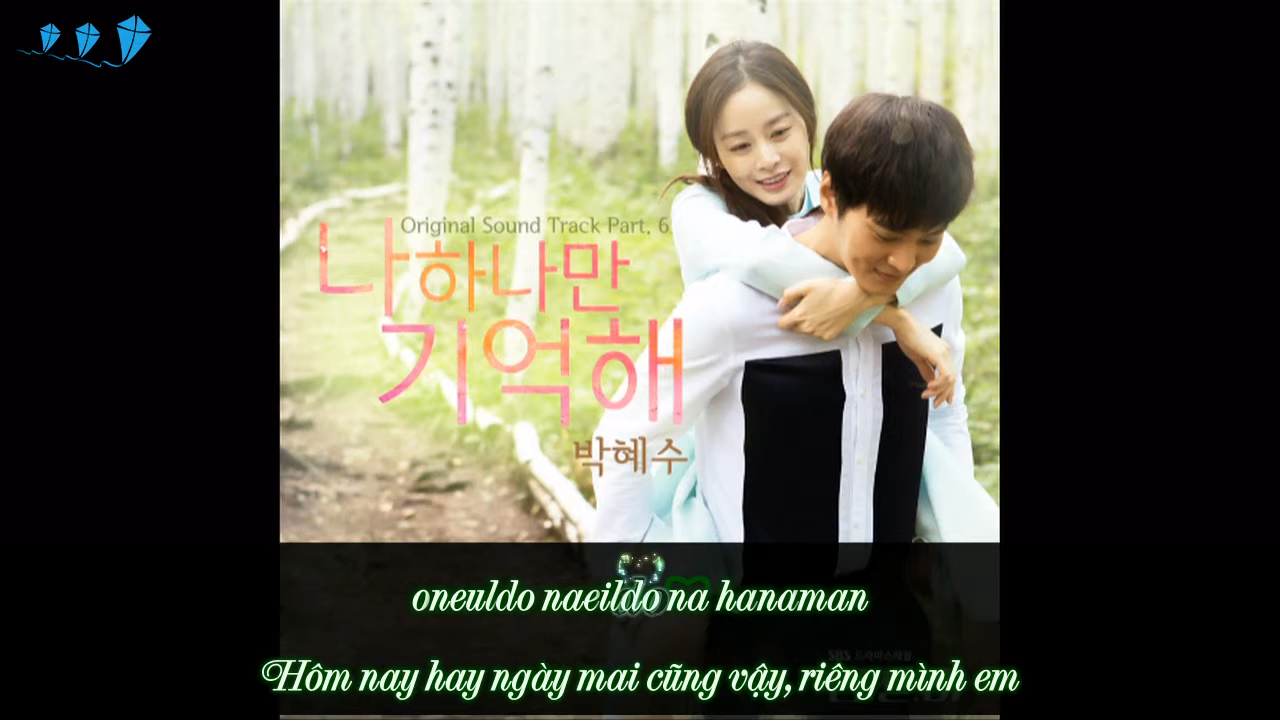 Original Sound Track Part. 6
나 하나만
기억해
박혜수
oneuldo naeildo na hanaman
Hôm nay hay ngày mai cũng vậy, riêng mình em